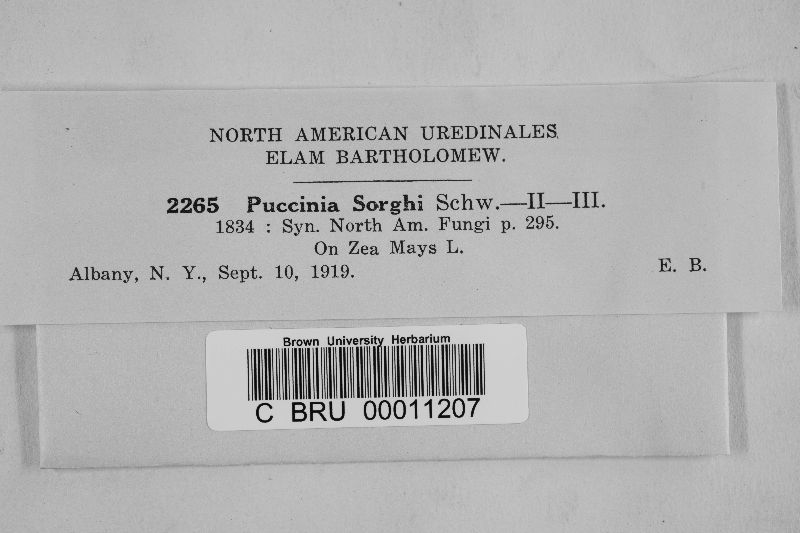 NORTH AMERICAN UREDINALES
ELAM BARTHOLOMEW.
2265 Puccinia Sorghi Schw.—II—III.
1834 : Syn. North Am. Fungi p. 295.
On Zea Mays L.
Albany, N. Y., Sept. 10, 1919. E. B.
Brown University Herbarium
C BRU 00011207